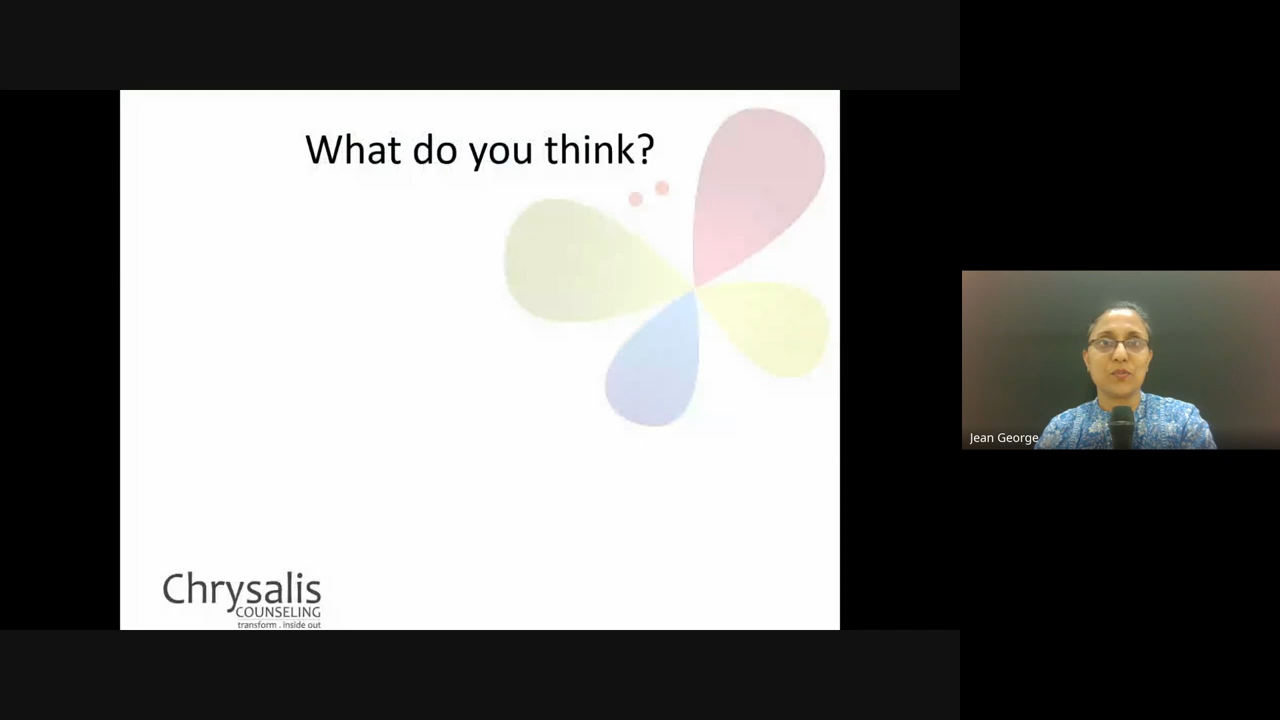 What do you think?
Chrysalis
COUNSELING
transform . inside out
Jean George